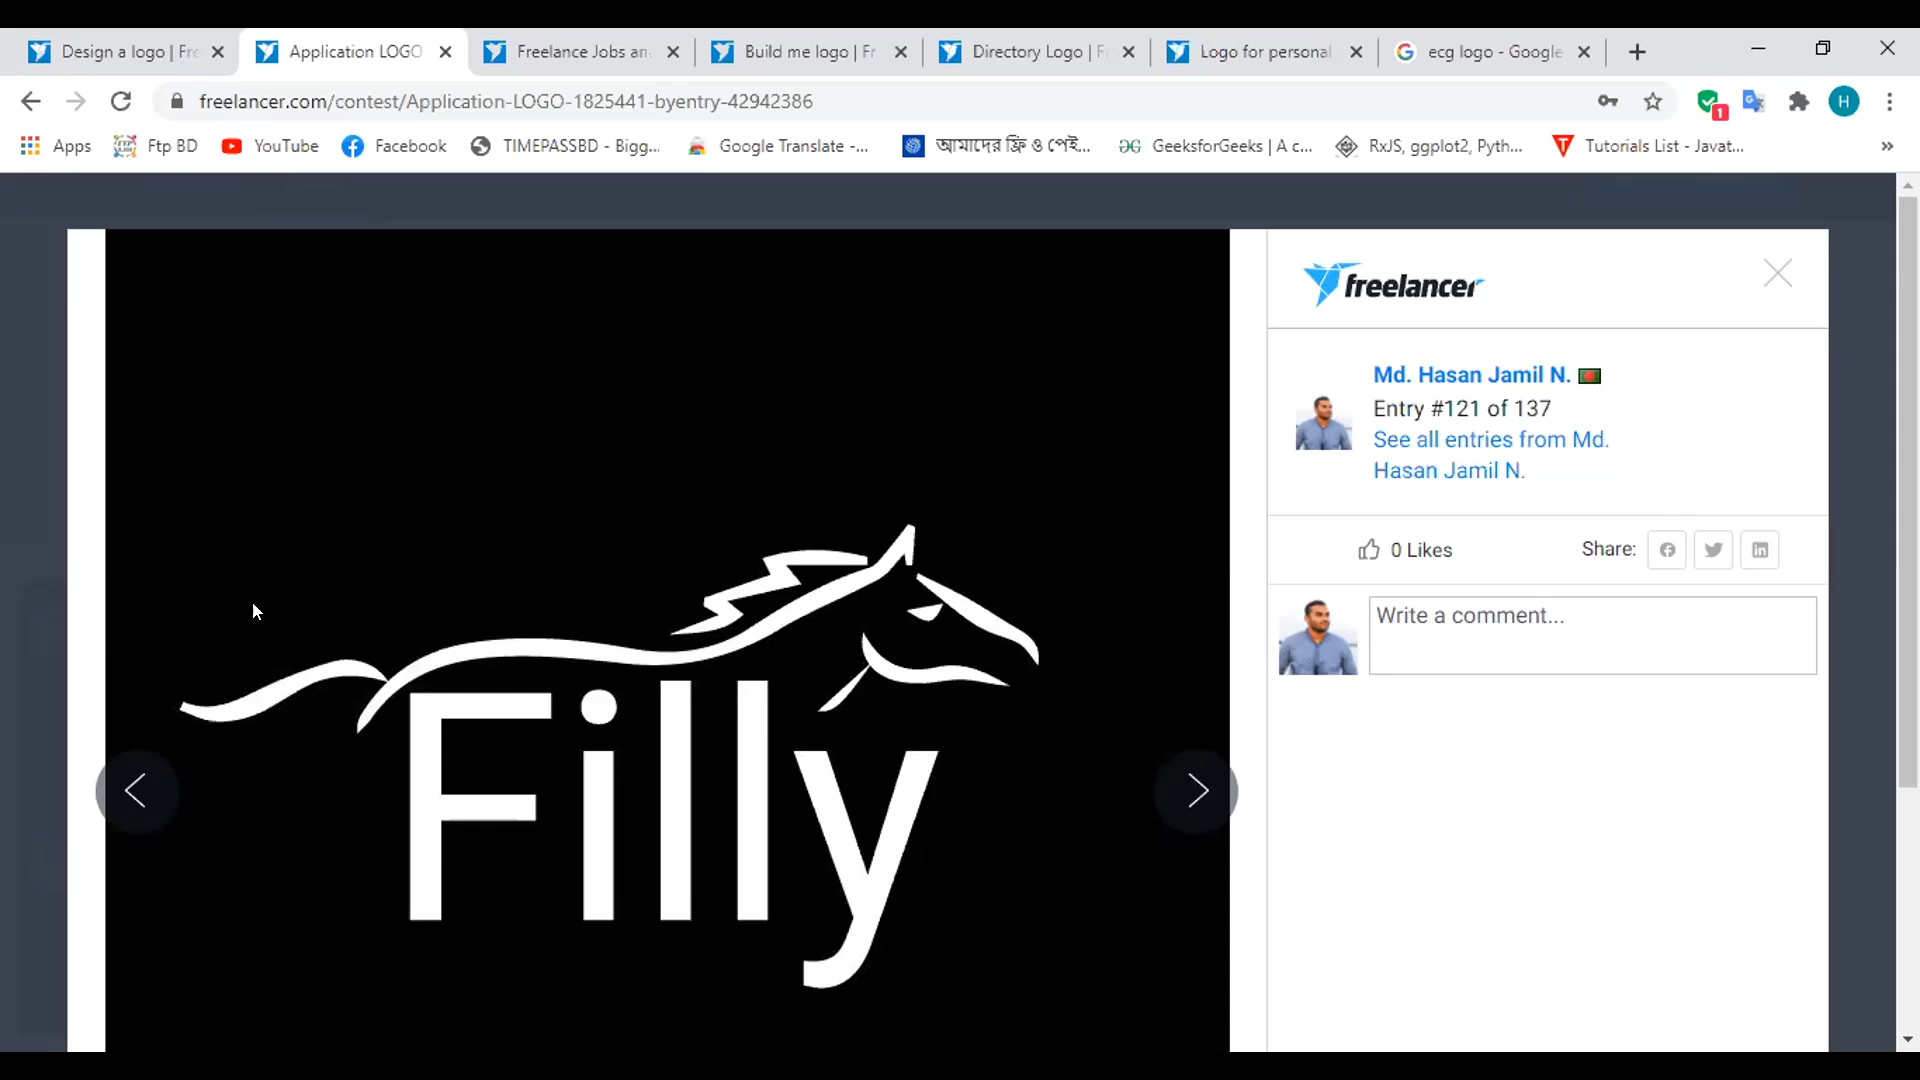 Design a logo | Fre
Application LOGO
Freelance Jobs an
Build me logo | Fr
Directory Logo | F
Logo for personal
ecg logo - Google
freelancer.com/contest/Application-LOGO-1825441-byentry-42942386
1
H
Apps
Ftp BD
YouTube
Facebook
TIMEPASSBD - Bigg...
Google Translate -...
আমাদের ফ্রি ও পেই...
GeeksforGeeks | A c...
RxJS, ggplot2, Pyth...
Tutorials List - Javat...
freelancer
Md. Hasan Jamil N.
Entry #121 of 137
See all entries from Md.
Hasan Jamil N.
0 Likes
Share:
Write a comment...
Filly